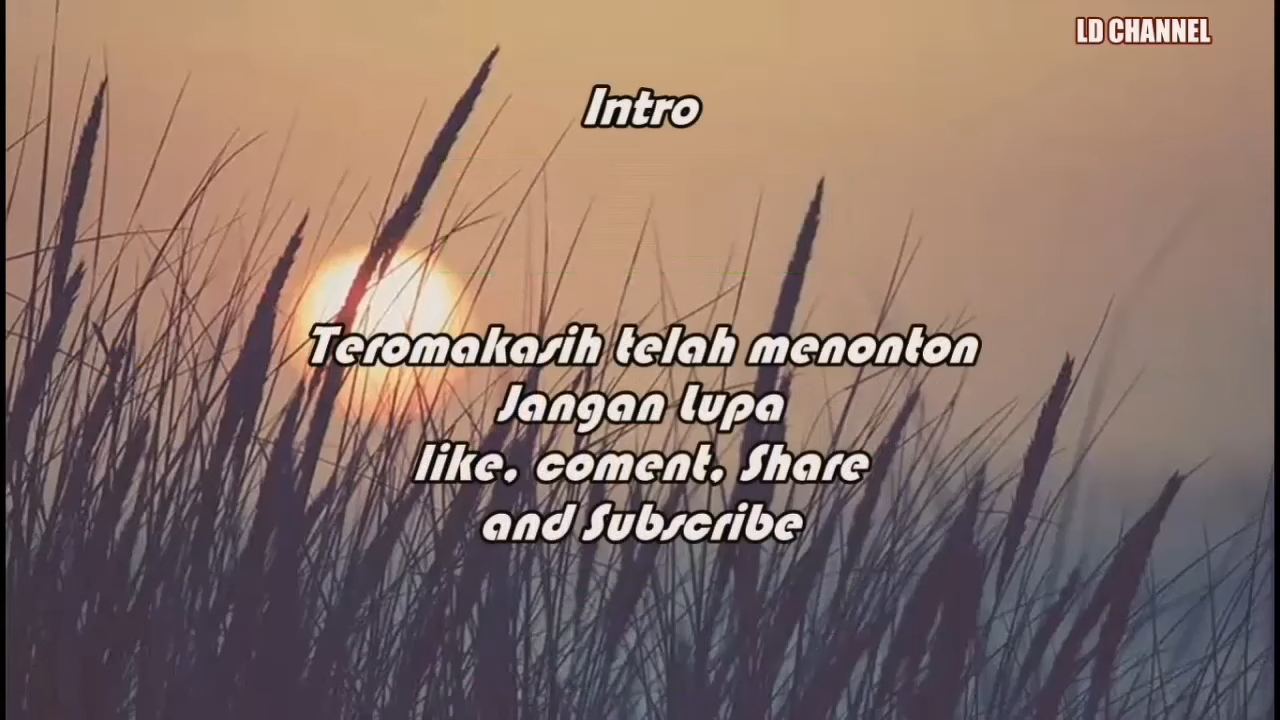 LD CHANNEL
Intro
Teromakasih telah menonton
Jangan Lupa
like, coment, Share
and Subscribe